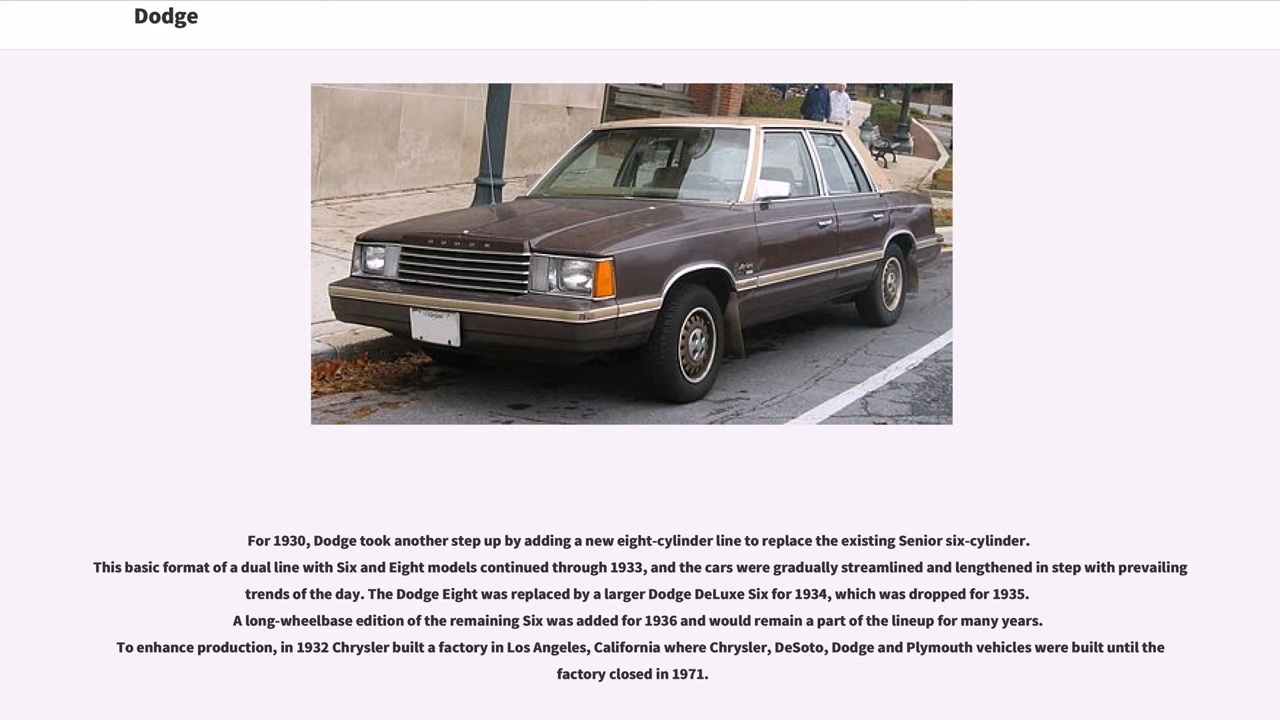 Dodge
DODGE
Aries
For 1930, Dodge took another step up by adding a new eight-cylinder line to replace the existing Senior six-cylinder.
This basic format of a dual line with Six and Eight models continued through 1933, and the cars were gradually streamlined and lengthened in step with prevailing
trends of the day. The Dodge Eight was replaced by a larger Dodge DeLuxe Six for 1934, which was dropped for 1935.
A long-wheelbase edition of the remaining Six was added for 1936 and would remain a part of the lineup for many years.
To enhance production, in 1932 Chrysler built a factory in Los Angeles, California where Chrysler, DeSoto, Dodge and Plymouth vehicles were built until the
factory closed in 1971.